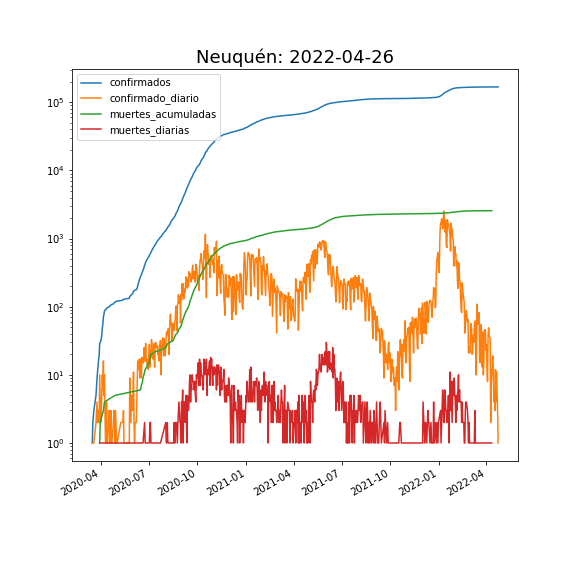 Neuquén: 2022-04-26
confirmados
confirmado_diario
muertes_acumuladas
muertes_diarias
10⁵
10⁴
10³
10²
10¹
10⁰
2020-04 2020-07 2020-10 2021-01 2021-04 2021-07 2021-10 2022-01 2022-04